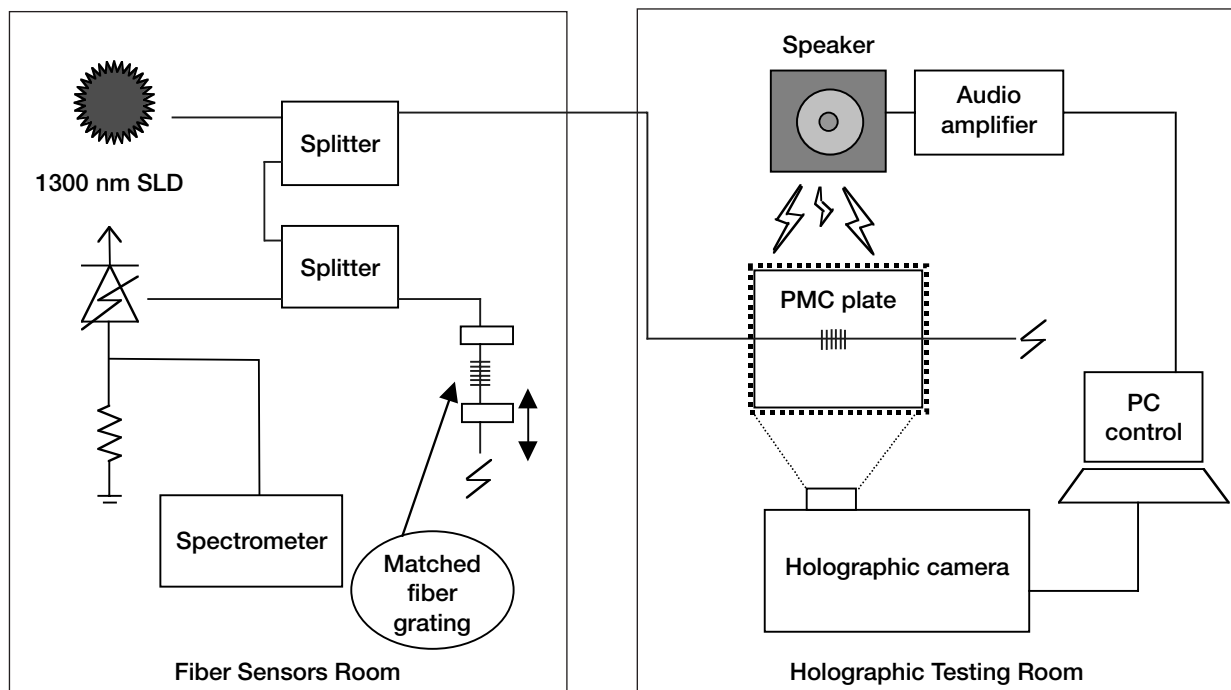 1300 nm SLD
Splitter
Splitter
Spectrometer
Matched
fiber
grating
Fiber Sensors Room
Speaker
Audio
amplifier
PMC plate
PC
control
Holographic camera
Holographic Testing Room